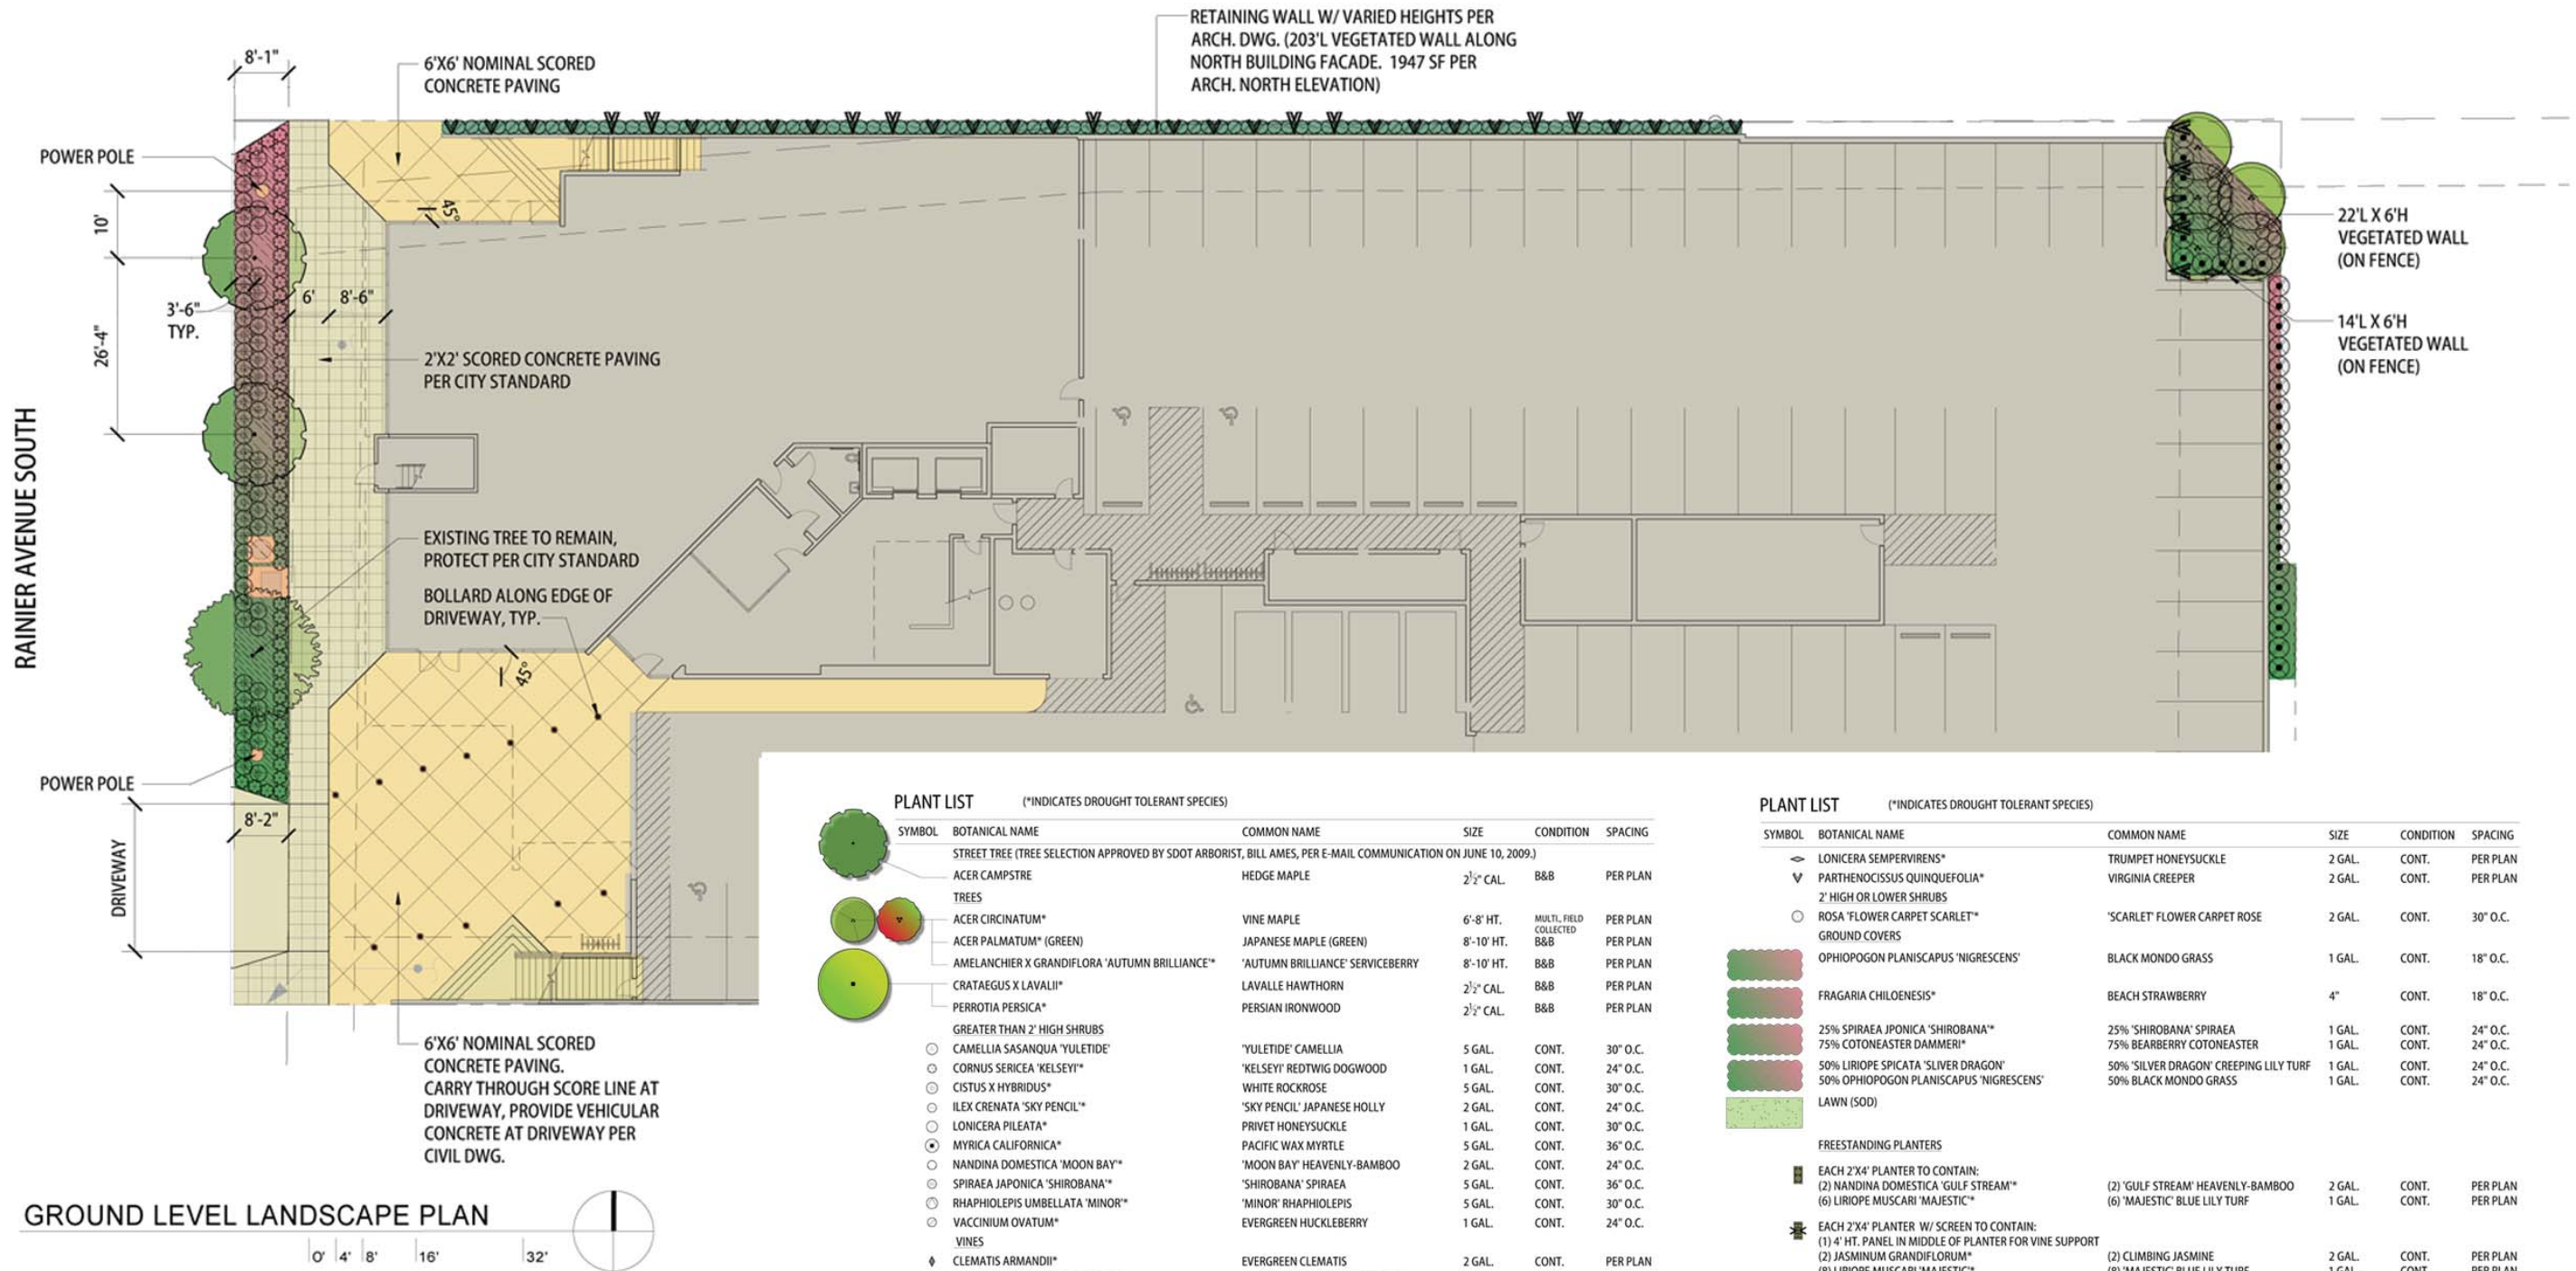 RETAINING WALL W/ VARIED HEIGHTS PER
ARCH. DWG. (203'L VEGETATED WALL ALONG
NORTH BUILDING FACADE. 1947 SF PER
ARCH. NORTH ELEVATION)
8'-1"
6'X6' NOMINAL SCORED
CONCRETE PAVING
POWER POLE
10'
45°
22'L X 6'H
VEGETATED WALL
(ON FENCE)
3'-6"
TYP.
6'
8'-6"
26'-4"
14'L X 6'H
VEGETATED WALL
(ON FENCE)
2'X2' SCORED CONCRETE PAVING
PER CITY STANDARD
RAINIER AVENUE SOUTH
EXISTING TREE TO REMAIN,
PROTECT PER CITY STANDARD
BOLLARD ALONG EDGE OF
DRIVEWAY, TYP.
45°
POWER POLE
8'-2"
DRIVEWAY
6'X6' NOMINAL SCORED
CONCRETE PAVING.
CARRY THROUGH SCORE LINE AT
DRIVEWAY, PROVIDE VEHICULAR
CONCRETE AT DRIVEWAY PER
CIVIL DWG.
GROUND LEVEL LANDSCAPE PLAN
0' 4' 8' 16' 32'
PLANT LIST (*INDICATES DROUGHT TOLERANT SPECIES)
SYMBOL BOTANICAL NAME COMMON NAME SIZE CONDITION SPACING
STREET TREE (TREE SELECTION APPROVED BY SDOT ARBORIST, BILL AMES, PER E-MAIL COMMUNICATION ON JUNE 10, 2009.)
ACER CAMPSTRE HEDGE MAPLE 2½" CAL. B&B PER PLAN
TREES
ACER CIRCINATUM* VINE MAPLE 6'-8' HT. MULTI., FIELD COLLECTED PER PLAN
ACER PALMATUM* (GREEN) JAPANESE MAPLE (GREEN) 8'-10' HT. B&B PER PLAN
AMELANCHIER X GRANDIFLORA 'AUTUMN BRILLIANCE'* 'AUTUMN BRILLIANCE' SERVICEBERRY 8'-10' HT. B&B PER PLAN
CRATAEGUS X LAVALII* LAVALLE HAWTHORN 2½" CAL. B&B PER PLAN
PERROTIA PERSICA* PERSIAN IRONWOOD 2½" CAL. B&B PER PLAN
GREATER THAN 2' HIGH SHRUBS
CAMELLIA SASANQUA 'YULETIDE' 'YULETIDE' CAMELLIA 5 GAL. CONT. 30" O.C.
CORNUS SERICEA 'KELSEYI'* 'KELSEYI' REDTWIG DOGWOOD 1 GAL. CONT. 24" O.C.
CISTUS X HYBRIDUS* WHITE ROCKROSE 5 GAL. CONT. 30" O.C.
ILEX CRENATA 'SKY PENCIL'* 'SKY PENCIL' JAPANESE HOLLY 2 GAL. CONT. 24" O.C.
LONICERA PILEATA* PRIVET HONEYSUCKLE 1 GAL. CONT. 30" O.C.
MYRICA CALIFORNICA* PACIFIC WAX MYRTLE 5 GAL. CONT. 36" O.C.
NANDINA DOMESTICA 'MOON BAY'* 'MOON BAY' HEAVENLY-BAMBOO 2 GAL. CONT. 24" O.C.
SPIRAEA JAPONICA 'SHIROBANA'* 'SHIROBANA' SPIRAEA 5 GAL. CONT. 36" O.C.
RHAPHIOLEPIS UMBELLATA 'MINOR'* 'MINOR' RHAPHIOLEPIS 5 GAL. CONT. 30" O.C.
VACCINIUM OVATUM* EVERGREEN HUCKLEBERRY 1 GAL. CONT. 24" O.C.
VINES
CLEMATIS ARMANDII* EVERGREEN CLEMATIS 2 GAL. CONT. PER PLAN
PLANT LIST (*INDICATES DROUGHT TOLERANT SPECIES)
SYMBOL BOTANICAL NAME COMMON NAME SIZE CONDITION SPACING
LONICERA SEMPERVIRENS* TRUMPET HONEYSUCKLE 2 GAL. CONT. PER PLAN
PARTHENOCISSUS QUINQUEFOLIA* VIRGINIA CREEPER 2 GAL. CONT. PER PLAN
2' HIGH OR LOWER SHRUBS
ROSA 'FLOWER CARPET SCARLET'* 'SCARLET' FLOWER CARPET ROSE 2 GAL. CONT. 30" O.C.
GROUND COVERS
OPHIOPOGON PLANISCAPUS 'NIGRESCENS' BLACK MONDO GRASS 1 GAL. CONT. 18" O.C.
FRAGARIA CHILOENESIS* BEACH STRAWBERRY 4" CONT. 18" O.C.
25% SPIRAEA JPONICA 'SHIROBANA'* 25% 'SHIROBANA' SPIRAEA 1 GAL. CONT. 24" O.C.
75% COTONEASTER DAMMERI* 75% BEARBERRY COTONEASTER 1 GAL. CONT. 24" O.C.
50% LIRIOPE SPICATA 'SLIVER DRAGON' 50% 'SILVER DRAGON' CREEPING LILY TURF 1 GAL. CONT. 24" O.C.
50% OPHIOPOGON PLANISCAPUS 'NIGRESCENS' 50% BLACK MONDO GRASS 1 GAL. CONT. 24" O.C.
LAWN (SOD)
FREESTANDING PLANTERS
EACH 2'X4' PLANTER TO CONTAIN:
(2) NANDINA DOMESTICA 'GULF STREAM'* (2) 'GULF STREAM' HEAVENLY-BAMBOO 2 GAL. CONT. PER PLAN
(6) LIRIOPE MUSCARI 'MAJESTIC'* (6) 'MAJESTIC' BLUE LILY TURF 1 GAL. CONT. PER PLAN
EACH 2'X4' PLANTER W/ SCREEN TO CONTAIN:
(1) 4' HT. PANEL IN MIDDLE OF PLANTER FOR VINE SUPPORT
(2) JASMINUM GRANDIFLORUM* (2) CLIMBING JASMINE 2 GAL. CONT. PER PLAN